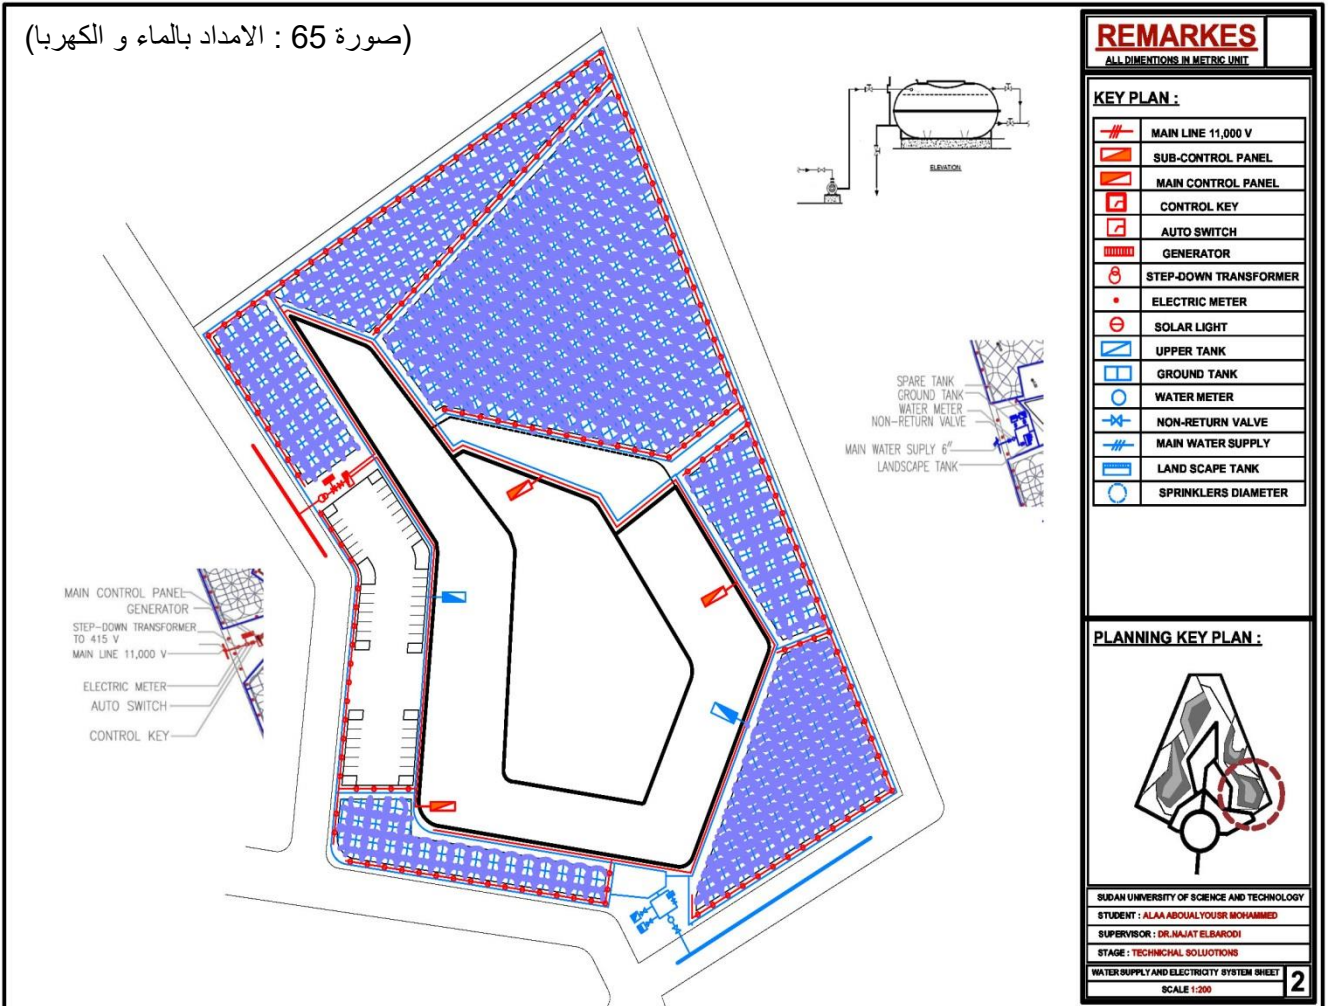 (صورة 65 : الامداد بالماء و الكهربا)
ELEVATION
SPARE TANK
GROUND TANK
WATER METER
NON-RETURN VALVE
MAIN WATER SUPLY 6"
LANDSCAPE TANK
MAIN CONTROL PANEL
GENERATOR
STEP-DOWN TRANSFORMER
TO 415 V
MAIN LINE 11,000 V
ELECTRIC METER
AUTO SWITCH
CONTROL KEY
REMARKES
ALL DIMENTIONS IN METRIC UNIT
KEY PLAN :
MAIN LINE 11,000 V
SUB-CONTROL PANEL
MAIN CONTROL PANEL
CONTROL KEY
AUTO SWITCH
GENERATOR
STEP-DOWN TRANSFORMER
ELECTRIC METER
SOLAR LIGHT
UPPER TANK
GROUND TANK
WATER METER
NON-RETURN VALVE
MAIN WATER SUPPLY
LAND SCAPE TANK
SPRINKLERS DIAMETER
PLANNING KEY PLAN :
SUDAN UNIVERSITY OF SCIENCE AND TECHNOLOGY
STUDENT : ALAA ABOUALYOUSR MOHAMMED
SUPERVISOR : DR.NAJAT ELBARODI
STAGE : TECHNICHAL SOLUOTIONS
WATER SUPPLY AND ELECTRICITY SYSTEM SHEET
SCALE 1:200
2